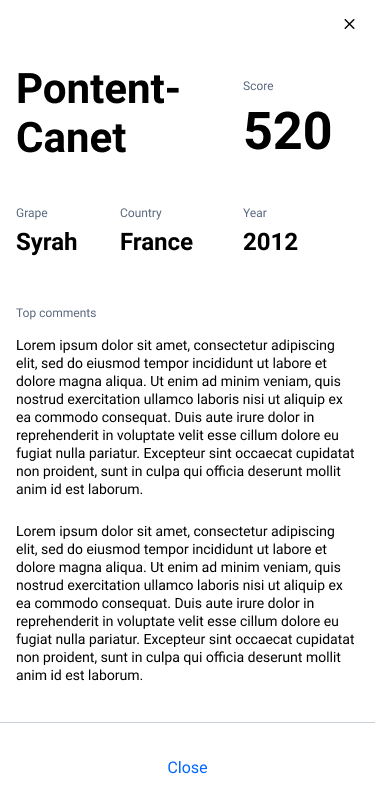 Pontent-
Canet
Score
520
Grape
Country
Year
Syrah
France
2012
Top comments
Lorem ipsum dolor sit amet, consectetur adipiscing
elit, sed do eiusmod tempor incididunt ut labore et
dolore magna aliqua. Ut enim ad minim veniam, quis
nostrud exercitation ullamco laboris nisi ut aliquip ex
ea commodo consequat. Duis aute irure dolor in
reprehenderit in voluptate velit esse cillum dolore eu
fugiat nulla pariatur. Excepteur sint occaecat cupidatat
non proident, sunt in culpa qui officia deserunt mollit
anim id est laborum.
Lorem ipsum dolor sit amet, consectetur adipiscing
elit, sed do eiusmod tempor incididunt ut labore et
dolore magna aliqua. Ut enim ad minim veniam, quis
nostrud exercitation ullamco laboris nisi ut aliquip ex
ea commodo consequat. Duis aute irure dolor in
reprehenderit in voluptate velit esse cillum dolore eu
fugiat nulla pariatur. Excepteur sint occaecat cupidatat
non proident, sunt in culpa qui officia deserunt mollit
anim id est laborum.
Close